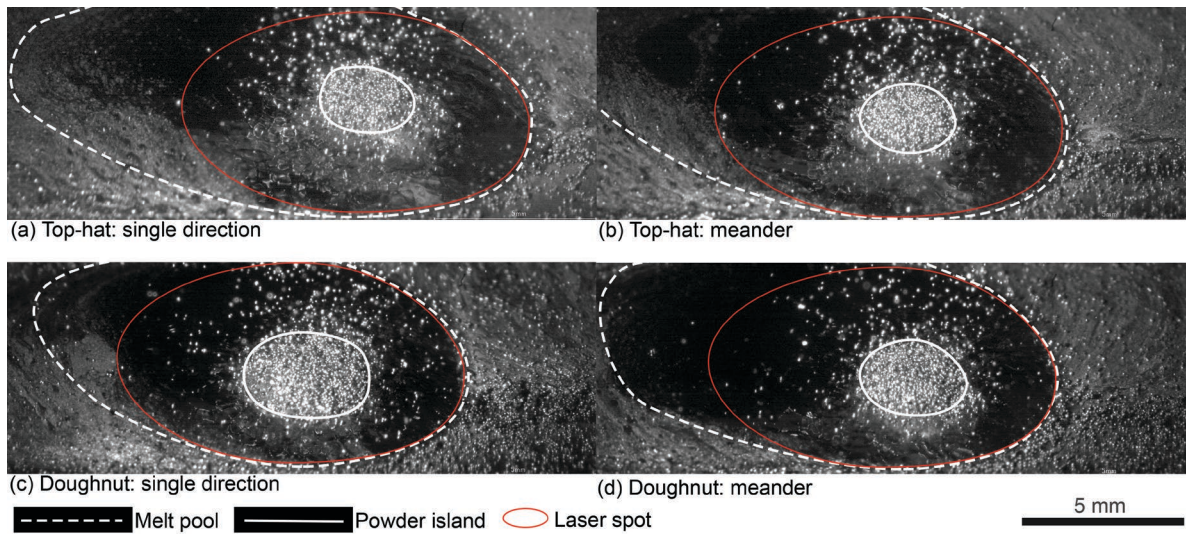 (a) Top-hat: single direction
(b) Top-hat: meander
(c) Doughnut: single direction
(d) Doughnut: meander
Melt pool
Powder island
Laser spot
5 mm